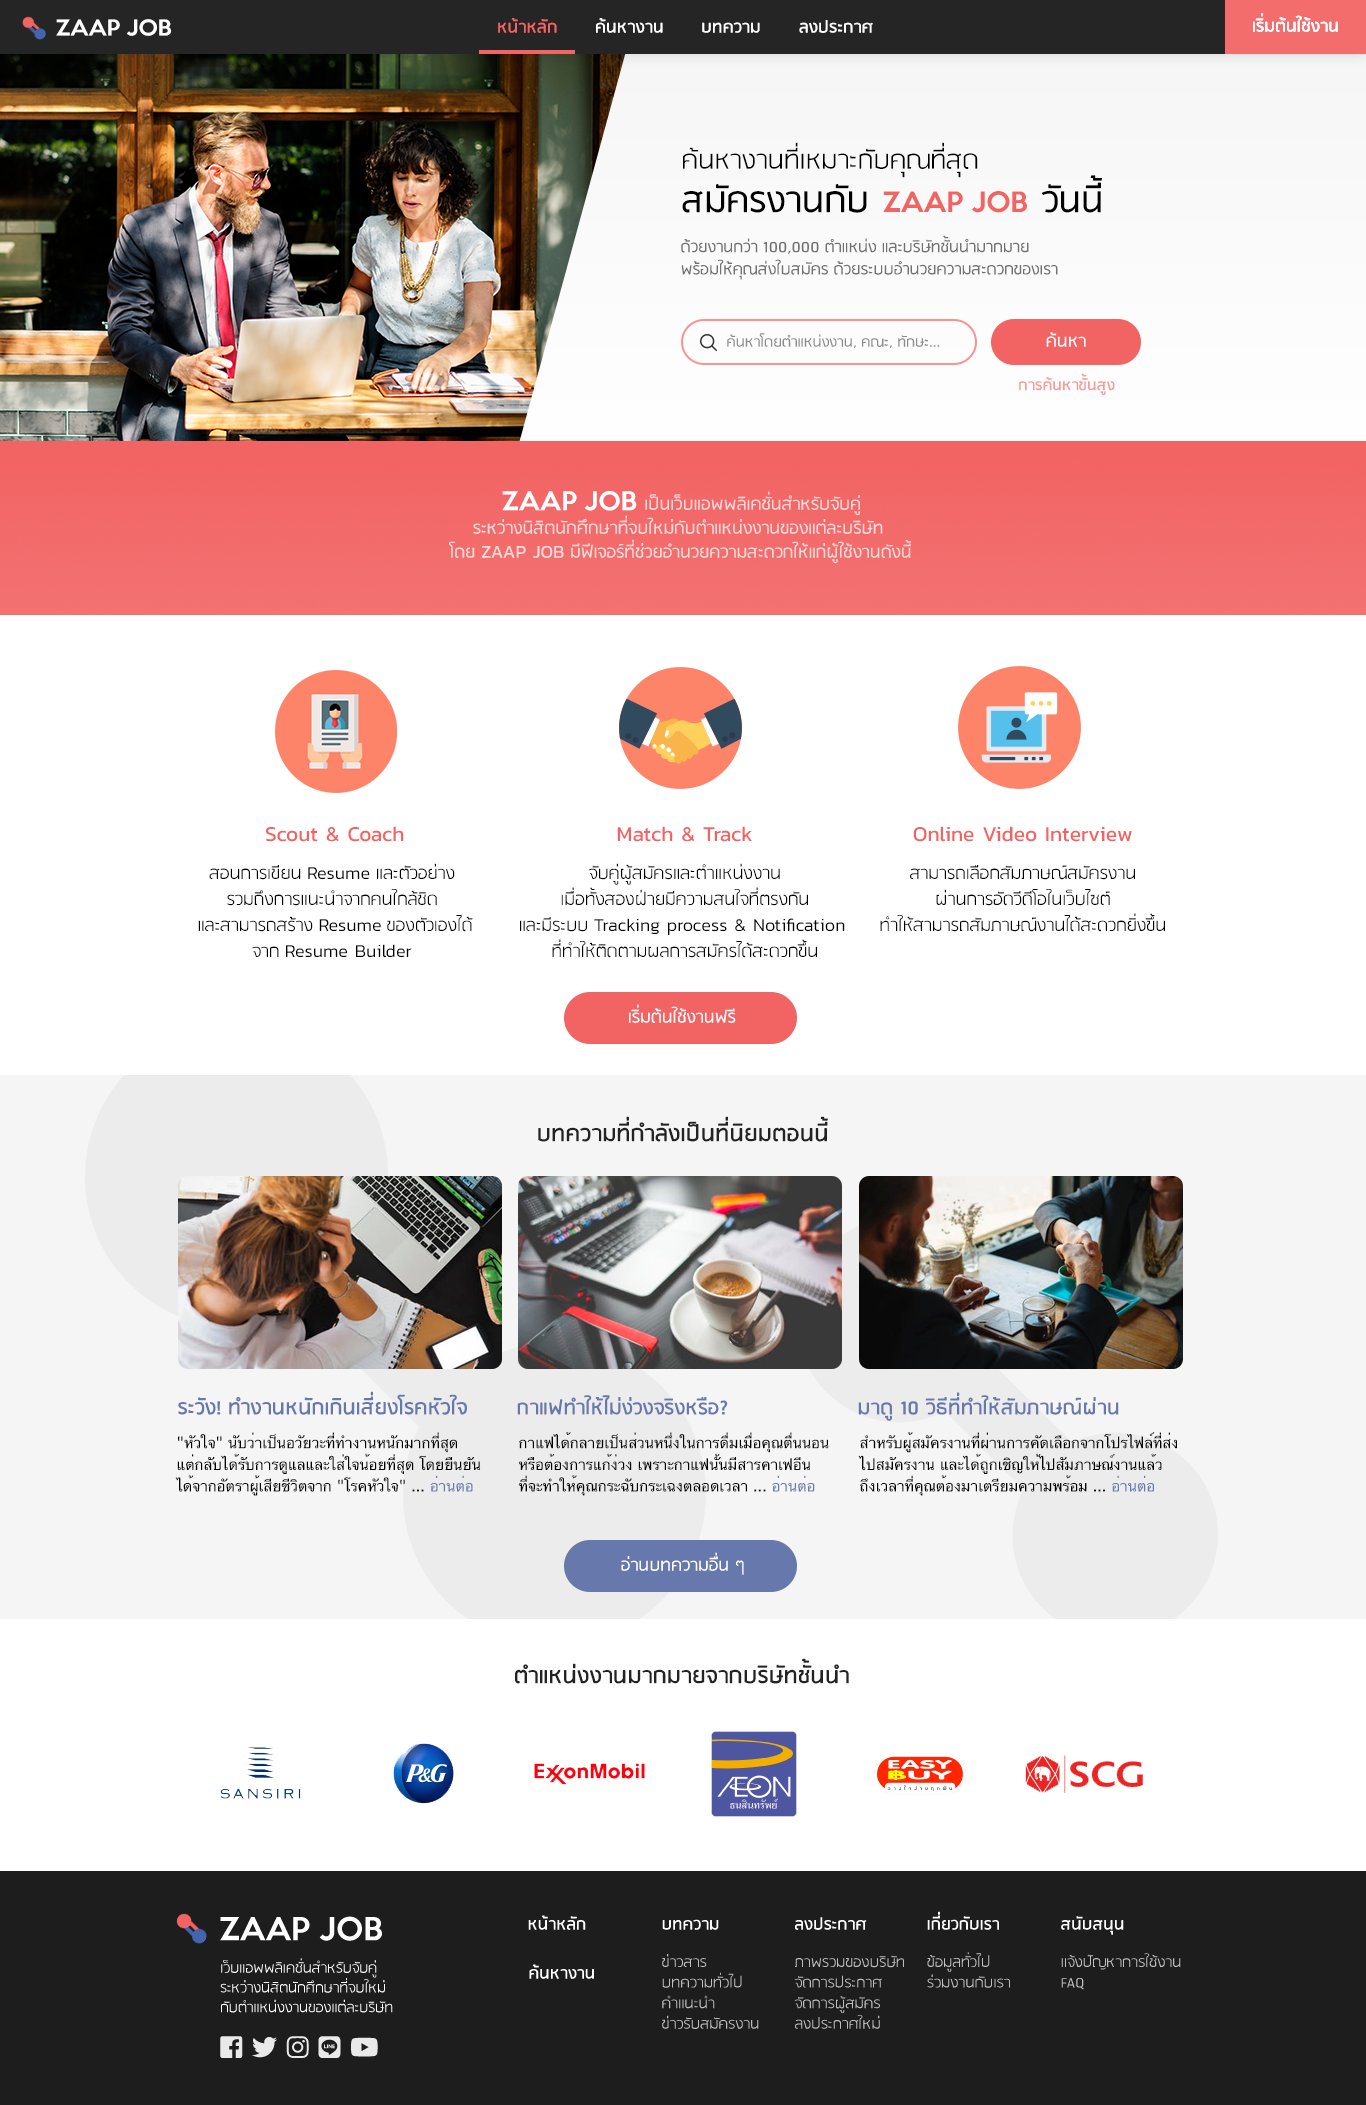 ZAAP JOB
หน้าหลัก
ค้นหางาน
บทความ
ลงประกาศ
เริ่มต้นใช้งาน
ค้นหางานที่เหมาะกับคุณที่สุด
สมัครงานกับ ZAAP JOB วันนี้
ด้วยงานกว่า 100,000 ตำแหน่ง และบริษัทชั้นนำมากมาย
พร้อมให้คุณส่งใบสมัคร ด้วยระบบอำนวยความสะดวกของเรา
ค้นหาโดยตำแหน่งงาน, คณะ, ทักษะ...
ค้นหา
การค้นหาขั้นสูง
ZAAP JOB เป็นเว็บแอพพลิเคชั่นสำหรับจับคู่
ระหว่างนิสิตนักศึกษาที่จบใหม่กับตำแหน่งงานของแต่ละบริษัท
โดย ZAAP JOB มีฟีเจอร์ที่ช่วยอำนวยความสะดวกให้แก่ผู้ใช้งานดังนี้
Scout & Coach
สอนการเขียน Resume และตัวอย่าง
รวมถึงการแนะนำจากคนใกล้ชิด
และสามารถสร้าง Resume ของตัวเองได้
จาก Resume Builder
Match & Track
จับคู่ผู้สมัครและตำแหน่งงาน
เมื่อทั้งสองฝ่ายมีความสนใจที่ตรงกัน
และมีระบบ Tracking process & Notification
ที่ทำให้ติดตามผลการสมัครได้สะดวกขึ้น
Online Video Interview
สามารถเลือกสัมภาษณ์สมัครงาน
ผ่านการอัดวีดีโอในเว็บไซต์
ทำให้สามารถสัมภาษณ์งานได้สะดวกยิ่งขึ้น
เริ่มต้นใช้งานฟรี
บทความที่กำลังเป็นที่นิยมตอนนี้
ระวัง! ทำงานหนักเกินเสี่ยงโรคหัวใจ
"หัวใจ" นับว่าเป็นอวัยวะที่ทำงานหนักมากที่สุด
แต่กลับได้รับการดูแลและใส่ใจน้อยที่สุด โดยยืนยัน
ได้จากอัตราผู้เสียชีวิตจาก "โรคหัวใจ" ... อ่านต่อ
กาแฟทำให้ไม่ง่วงจริงหรือ?
กาแฟได้กลายเป็นส่วนหนึ่งในการดื่มเมื่อคุณตื่นนอน
หรือต้องการแก้ง่วง เพราะกาแฟนั้นมีสารคาเฟอีน
ที่จะทำให้คุณกระฉับกระเฉงตลอดเวลา ... อ่านต่อ
มาดู 10 วิธีที่ทำให้สัมภาษณ์ผ่าน
สำหรับผู้สมัครงานที่ผ่านการคัดเลือกจากโปรไฟล์ที่ส่ง
ไปสมัครงาน และได้ถูกเชิญให้ไปสัมภาษณ์งานแล้ว
ถึงเวลาที่คุณต้องมาเตรียมความพร้อม ... อ่านต่อ
อ่านบทความอื่น ๆ
ตำแหน่งงานมากมายจากบริษัทชั้นนำ
SANSIRI
P&G
ExxonMobil
ÆON
ธนสินทรัพย์
EASY
BUY
SCG
ZAAP JOB
เว็บแอพพลิเคชั่นสำหรับจับคู่
ระหว่างนิสิตนักศึกษาที่จบใหม่
กับตำแหน่งงานของแต่ละบริษัท
LINE
หน้าหลัก
ค้นหางาน
บทความ
ข่าวสาร
บทความทั่วไป
คำแนะนำ
ข่าวรับสมัครงาน
ลงประกาศ
ภาพรวมของบริษัท
จัดการประกาศ
จัดการผู้สมัคร
ลงประกาศใหม่
เกี่ยวกับเรา
ข้อมูลทั่วไป
ร่วมงานกับเรา
สนับสนุน
แจ้งปัญหาการใช้งาน
FAQ